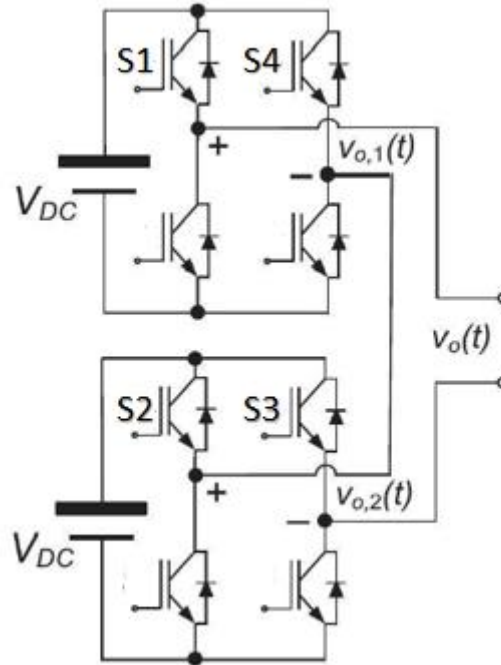 S1 S4
+
v_{o,1}(t)
−
V_{DC}
v_o(t)
S2 S3
+
v_{o,2}(t)
−
V_{DC}